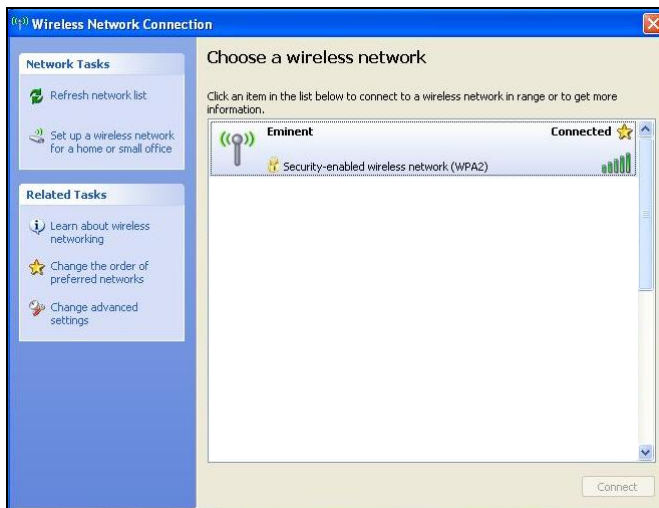 Wireless Network Connection
Network Tasks
Refresh network list
Set up a wireless network
for a home or small office
Related Tasks
Learn about wireless
networking
Change the order of
preferred networks
Change advanced
settings
Choose a wireless network
Click an item in the list below to connect to a wireless network in range or to get more
information.
Eminent Connected
Security-enabled wireless network (WPA2)
Connect